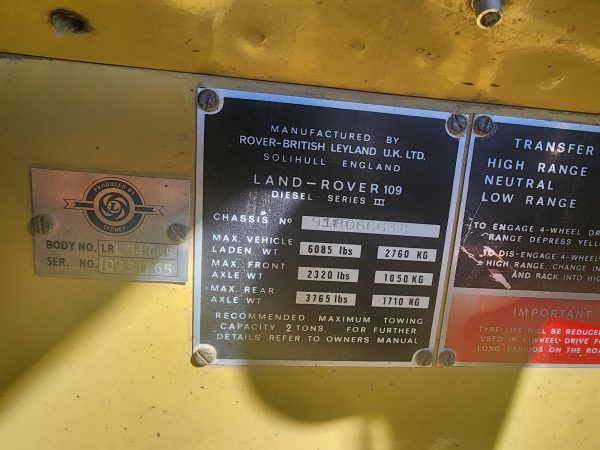 PRODUCED BY
SYDNEY
BODY NO.
SER. NO.
MANUFACTURED BY
ROVER-BRITISH LEYLAND U.K. LTD.
SOLIHULL · ENGLAND
LAND-ROVER 109
DIESEL · SERIES III
CHASSIS Nº
MAX. VEHICLE
LADEN. WT 6085 lbs 2760 KG
MAX. FRONT
AXLE WT 2320 lbs 1050 KG
MAX. REAR
AXLE WT. 3765 lbs 1710 KG
RECOMMENDED MAXIMUM TOWING
CAPACITY 2 TONS. FOR FURTHER
DETAILS REFER TO OWNERS MANUAL
TRANSFER
HIGH RANGE
NEUTRAL
LOW RANGE
TO ENGAGE 4-WHEEL
RANGE DEPRESS
TO DIS-ENGAGE 4-WHEEL
HIGH RANGE, CHANGE
AND RACK INTO
IMPORTANT
TYRE LIFE WILL BE REDUCED
USED IN 4-WHEEL DRIVE
LONG PERIODS ON THE